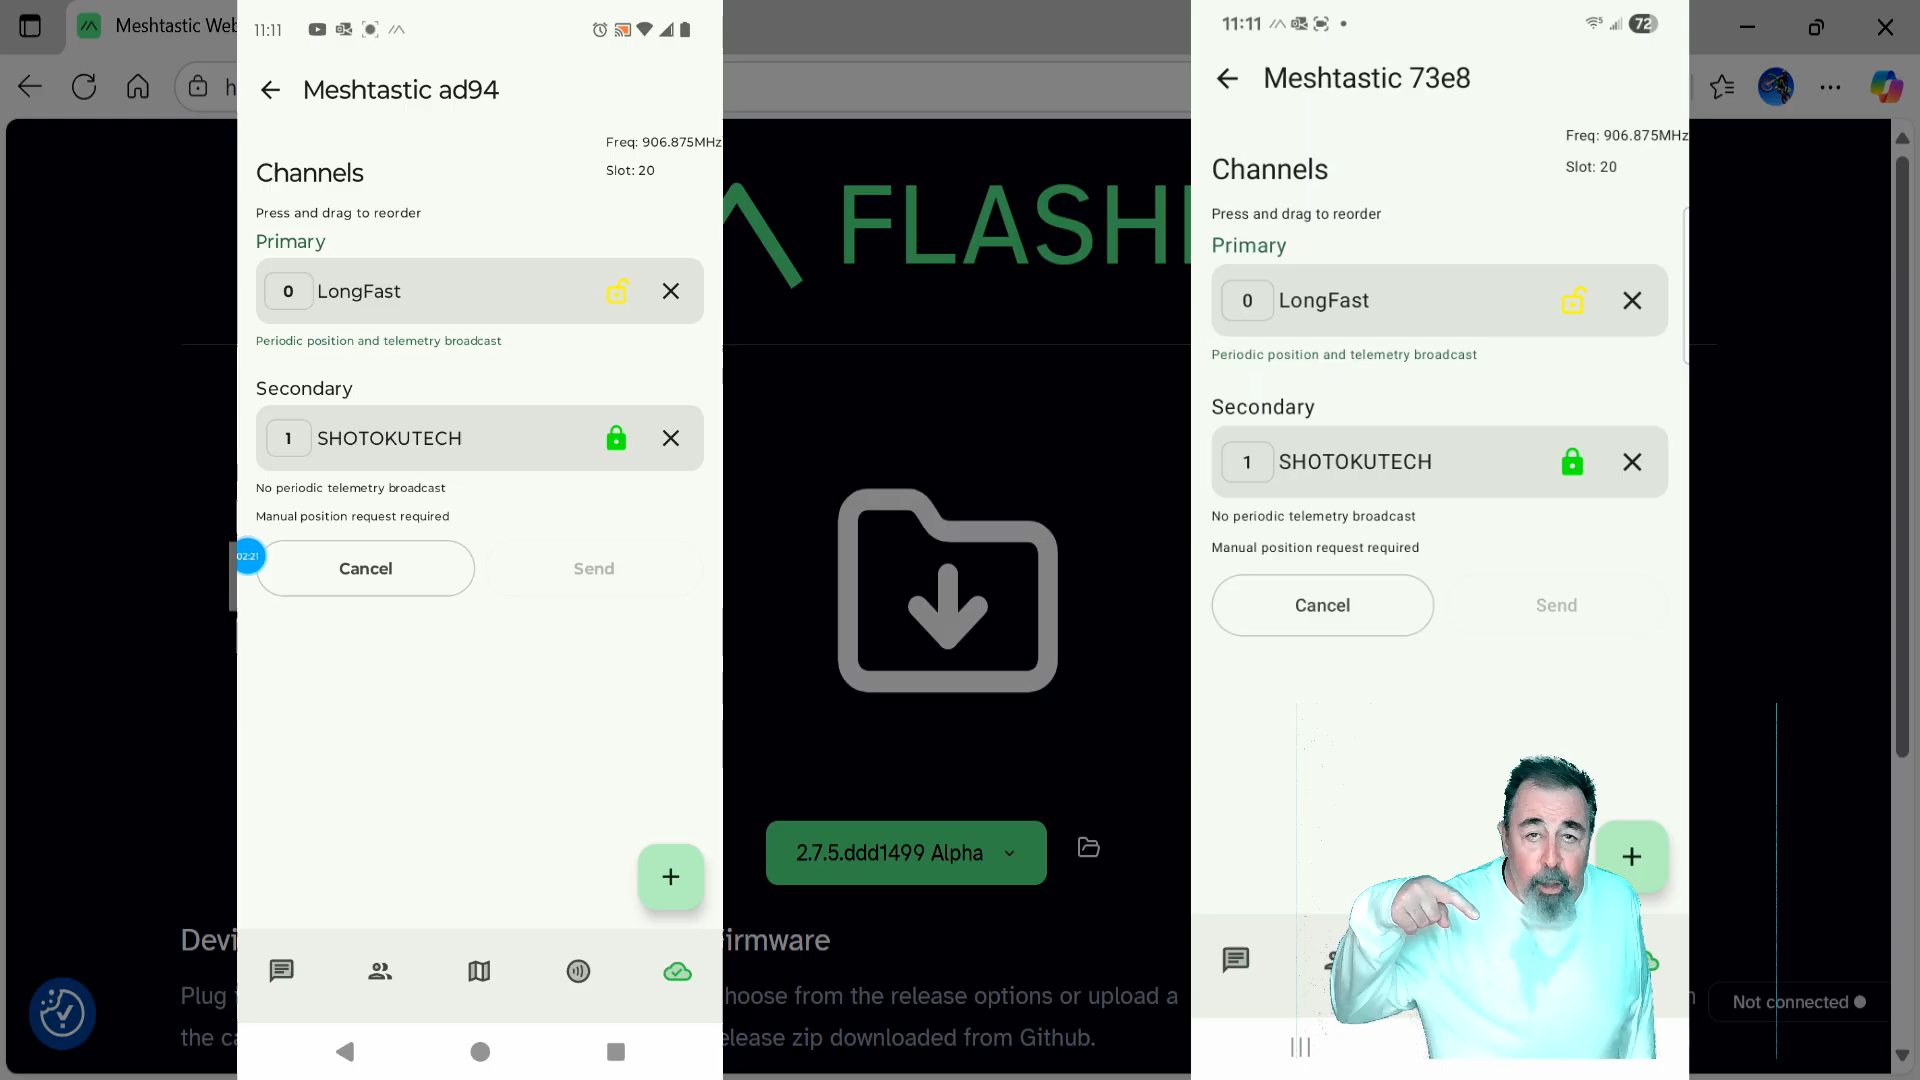 Meshtastic Web
11:11
Meshtastic ad94
Freq: 906.875MHz
Slot: 20
Channels
Press and drag to reorder
Primary
0 LongFast
Periodic position and telemetry broadcast
Secondary
1 SHOTOKUTECH
No periodic telemetry broadcast
Manual position request required
02:21
Cancel Send
+
11:11 72
Meshtastic 73e8
Freq: 906.875MHz
Slot: 20
Channels
Press and drag to reorder
Primary
0 LongFast
Periodic position and telemetry broadcast
Secondary
1 SHOTOKUTECH
No periodic telemetry broadcast
Manual position request required
Cancel Send
+
FLASH
2.7.5.ddd1499 Alpha
Devi irmware
Plug hoose from the release options or upload a
the ca elease zip downloaded from Github.
Not connected